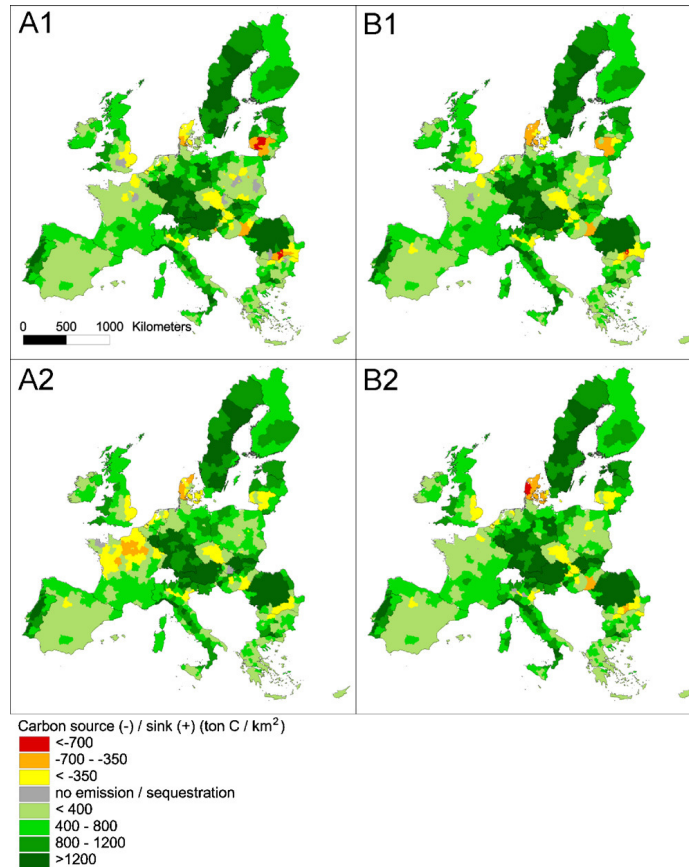 A1
B1
0 500 1000 Kilometers
A2
B2
Carbon source (-) / sink (+) (ton C / km²)
<-700
-700 - -350
< -350
no emission / sequestration
< 400
400 - 800
800 - 1200
>1200